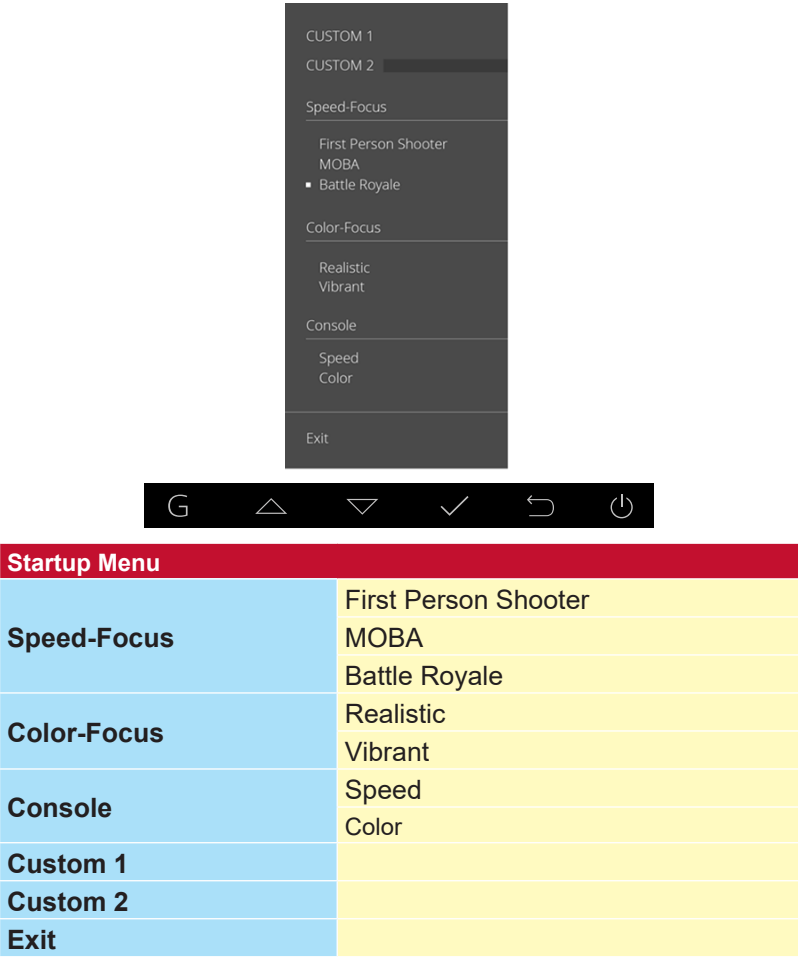 CUSTOM 1
CUSTOM 2
Speed-Focus
First Person Shooter
MOBA
Battle Royale
Color-Focus
Realistic
Vibrant
Console
Speed
Color
Exit
G
Startup Menu
Speed-Focus
First Person Shooter
MOBA
Battle Royale
Color-Focus
Realistic
Vibrant
Console
Speed
Color
Custom 1
Custom 2
Exit